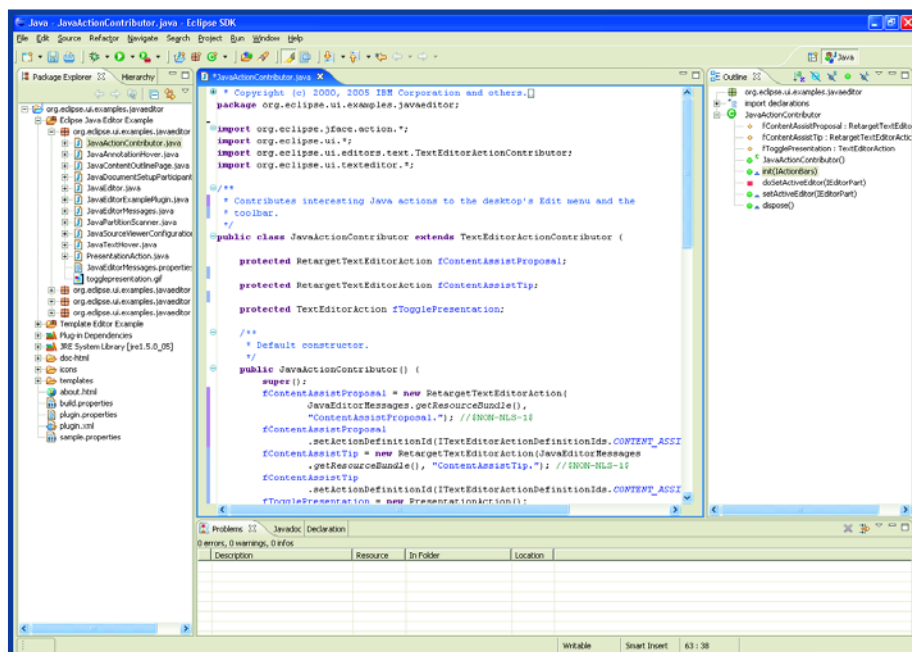 Java - JavaActionContributor.java - Eclipse SDK
File Edit Source Refactor Navigate Search Project Run Window Help
Java
Package Explorer Hierarchy
org.eclipse.ui.examples.javaeditor
Eclipse Java Editor Example
org.eclipse.ui.examples.javaeditor
JavaActionContributor.java
JavaAnnotationHover.java
JavaContentOutlinePage.java
JavaDocumentSetupParticipant
JavaEditor.java
JavaEditorExamplePlugin.java
JavaEditorMessages.java
JavaPartitionScanner.java
JavaSourceViewerConfiguration
JavaTextHover.java
PresentationAction.java
JavaEditorMessages.properties
togglepresentation.gif
org.eclipse.ui.examples.javaeditor
org.eclipse.ui.examples.javaeditor
org.eclipse.ui.examples.javaeditor
Template Editor Example
Plug-in Dependencies
JRE System Library [jre1.5.0_05]
doc-html
icons
templates
about.html
build.properties
plugin.properties
plugin.xml
sample.properties
*JavaActionContributor.java
* Copyright (c) 2000, 2005 IBM Corporation and others.
package org.eclipse.ui.examples.javaeditor;
import org.eclipse.jface.action.*;
import org.eclipse.ui.*;
import org.eclipse.ui.editors.text.TextEditorActionContributor;
import org.eclipse.ui.texteditor.*;
/**
* Contributes interesting Java actions to the desktop's Edit menu and the
* toolbar.
*/
public class JavaActionContributor extends TextEditorActionContributor {
protected RetargetTextEditorAction fContentAssistProposal;
protected RetargetTextEditorAction fContentAssistTip;
protected TextEditorAction fTogglePresentation;
/**
* Default constructor.
*/
public JavaActionContributor() {
super();
fContentAssistProposal = new RetargetTextEditorAction(
JavaEditorMessages.getResourceBundle(),
"ContentAssistProposal."); //$NON-NLS-1$
fContentAssistProposal
.setActionDefinitionId(ITextEditorActionDefinitionIds.CONTENT_ASSI
fContentAssistTip = new RetargetTextEditorAction(JavaEditorMessages
.getResourceBundle(), "ContentAssistTip."); //$NON-NLS-1$
fContentAssistTip
.setActionDefinitionId(ITextEditorActionDefinitionIds.CONTENT_ASSI
fTogglePresentation = new PresentationAction();
Outline
org.eclipse.ui.examples.javaeditor
import declarations
JavaActionContributor
fContentAssistProposal : RetargetTextEdito
fContentAssistTip : RetargetTextEditorActio
fTogglePresentation : TextEditorAction
JavaActionContributor()
init(IActionBars)
doSetActiveEditor(IEditorPart)
setActiveEditor(IEditorPart)
dispose()
Problems Javadoc Declaration
0 errors, 0 warnings, 0 infos
Description Resource In Folder Location
Writable Smart Insert 63 : 38